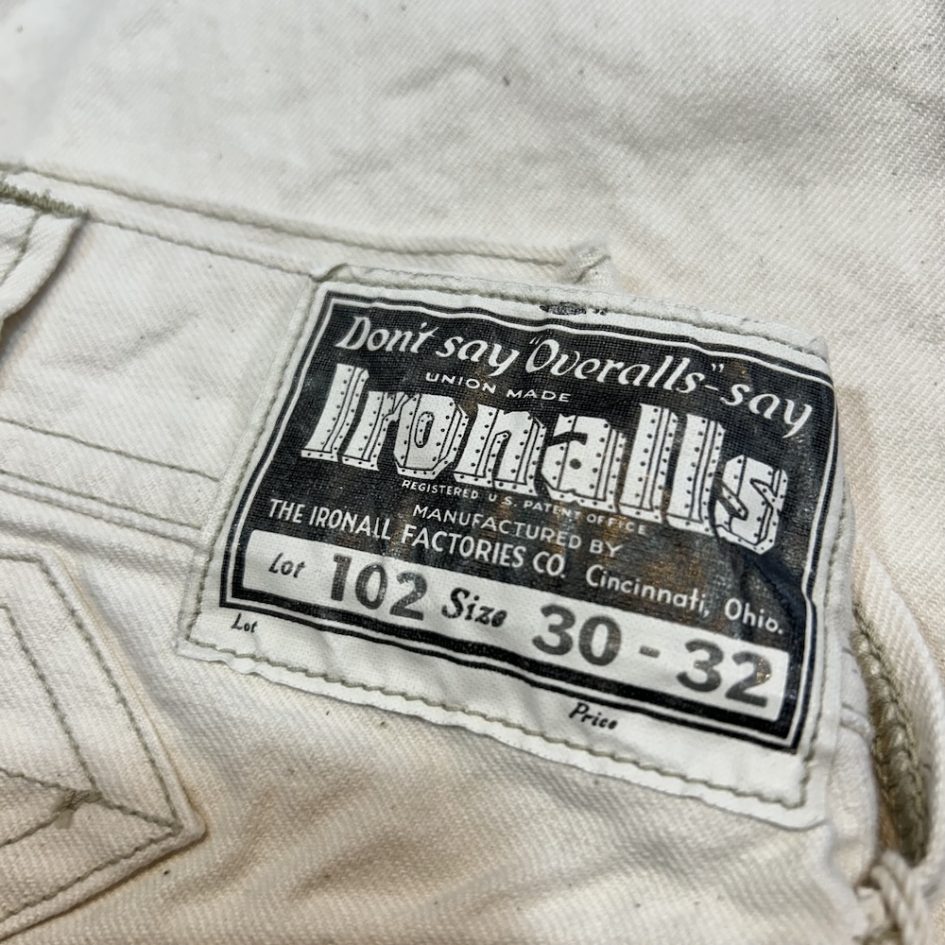 Don't say "Overalls" - say
UNION MADE
Ironalls
REGISTERED U.S. PATENT OFFICE
MANUFACTURED BY
THE IRONALL FACTORIES CO. Cincinnati, Ohio.
Lot 102 Size 30 - 32
Lot
Price